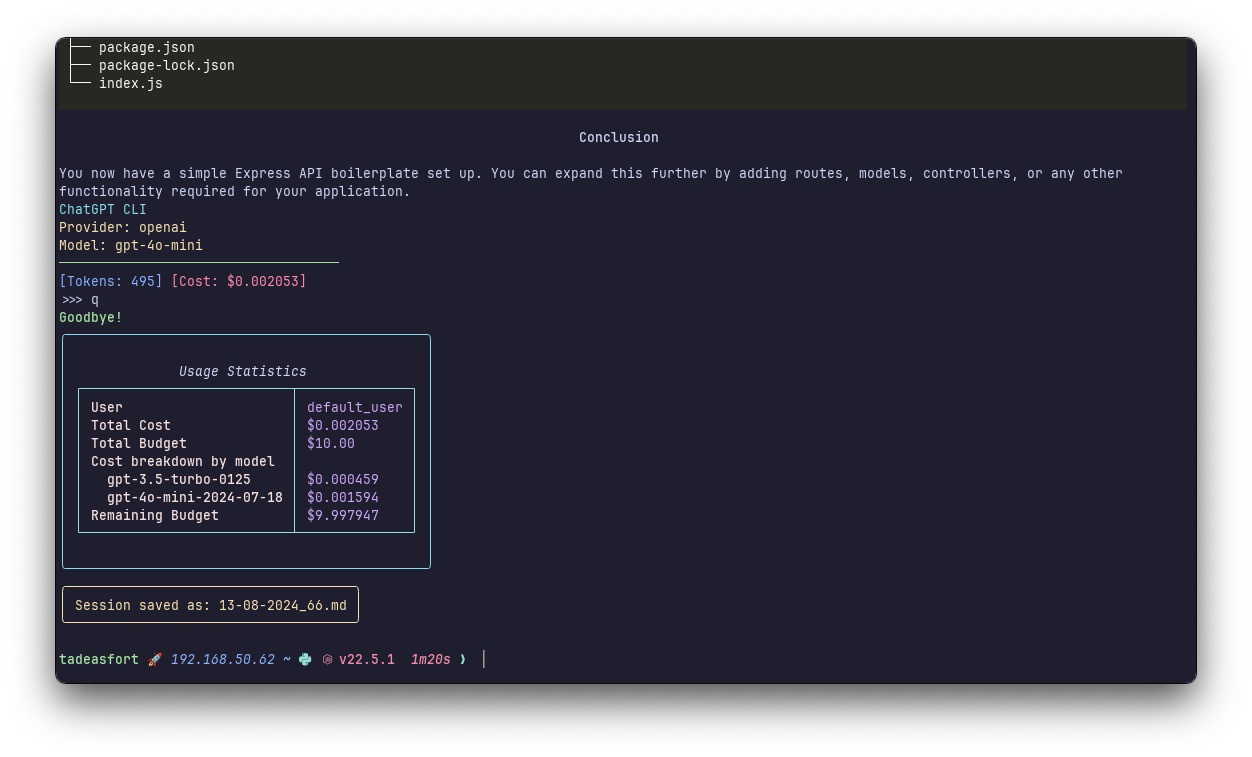 ├── package.json
├── package-lock.json
└── index.js
Conclusion
You now have a simple Express API boilerplate set up. You can expand this further by adding routes, models, controllers, or any other
functionality required for your application.
ChatGPT CLI
Provider: openai
Model: gpt-4o-mini
[Tokens: 495] [Cost: $0.002053]
>>> q
Goodbye!
Usage Statistics
User default_user
Total Cost $0.002053
Total Budget $10.00
Cost breakdown by model
gpt-3.5-turbo-0125 $0.000459
gpt-4o-mini-2024-07-18 $0.001594
Remaining Budget $9.997947
Session saved as: 13-08-2024_66.md
tadeasfort 🚀 192.168.50.62 ~ v22.5.1 1m20s ❯